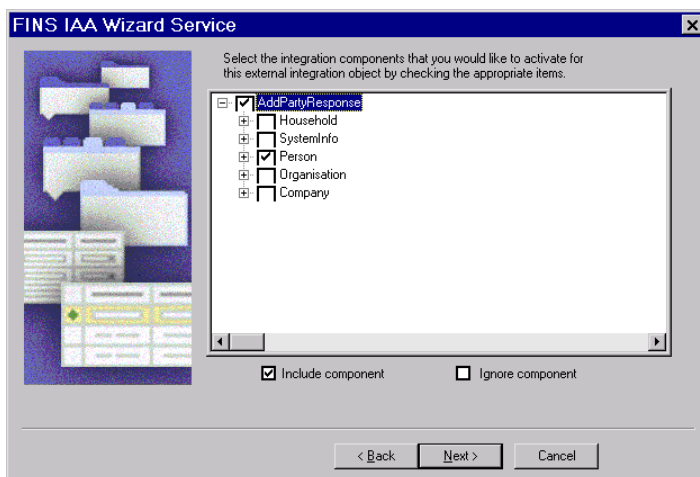 FINS IAA Wizard Service
Select the integration components that you would like to activate for
this external integration object by checking the appropriate items.
AddPartyResponse
Household
SystemInfo
Person
Organisation
Company
Include component
Ignore component
< Back
Next >
Cancel